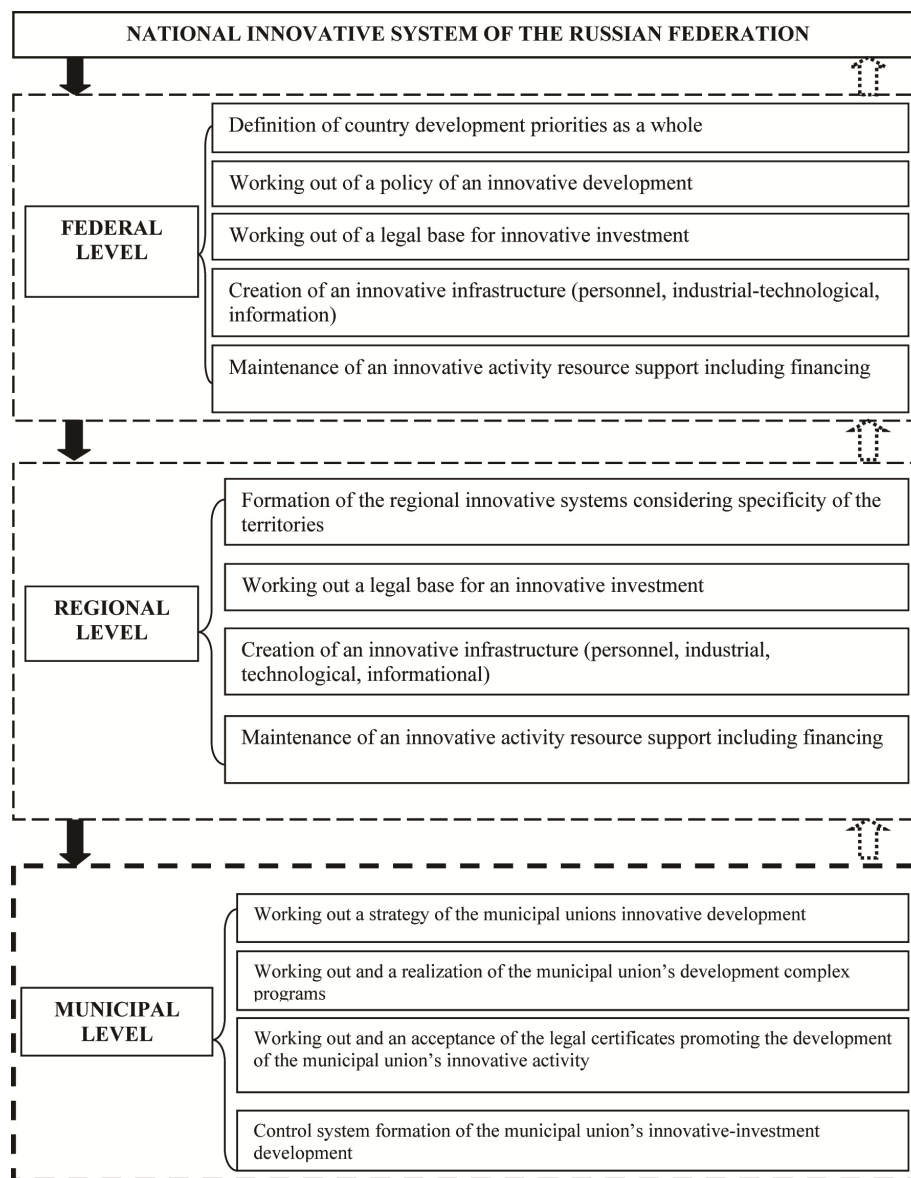 NATIONAL INNOVATIVE SYSTEM OF THE RUSSIAN FEDERATION
FEDERAL
LEVEL
Definition of country development priorities as a whole
Working out of a policy of an innovative development
Working out of a legal base for innovative investment
Creation of an innovative infrastructure (personnel, industrial-technological,
information)
Maintenance of an innovative activity resource support including financing
REGIONAL
LEVEL
Formation of the regional innovative systems considering specificity of the
territories
Working out a legal base for an innovative investment
Creation of an innovative infrastructure (personnel, industrial,
technological, informational)
Maintenance of an innovative activity resource support including financing
MUNICIPAL
LEVEL
Working out a strategy of the municipal unions innovative development
Working out and a realization of the municipal union’s development complex
programs
Working out and an acceptance of the legal certificates promoting the development
of the municipal union’s innovative activity
Control system formation of the municipal union’s innovative-investment
development